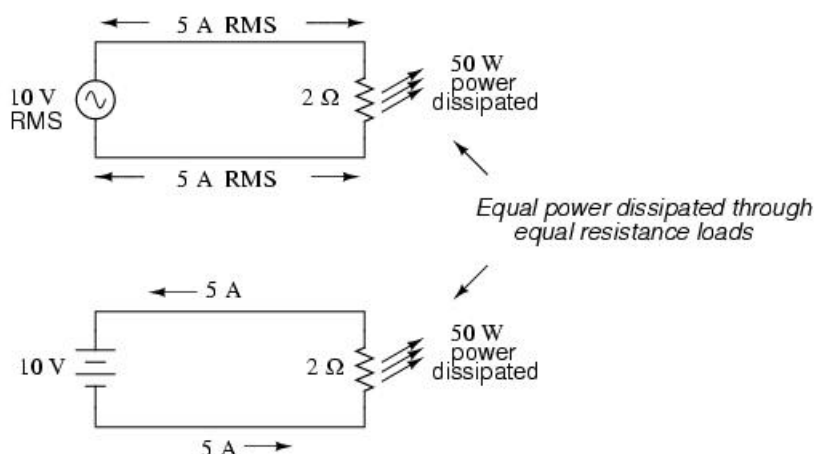 5 A RMS
10 V
RMS
2 Ω
50 W
power
dissipated
5 A RMS
Equal power dissipated through
equal resistance loads
5 A
10 V
2 Ω
50 W
power
dissipated
5 A